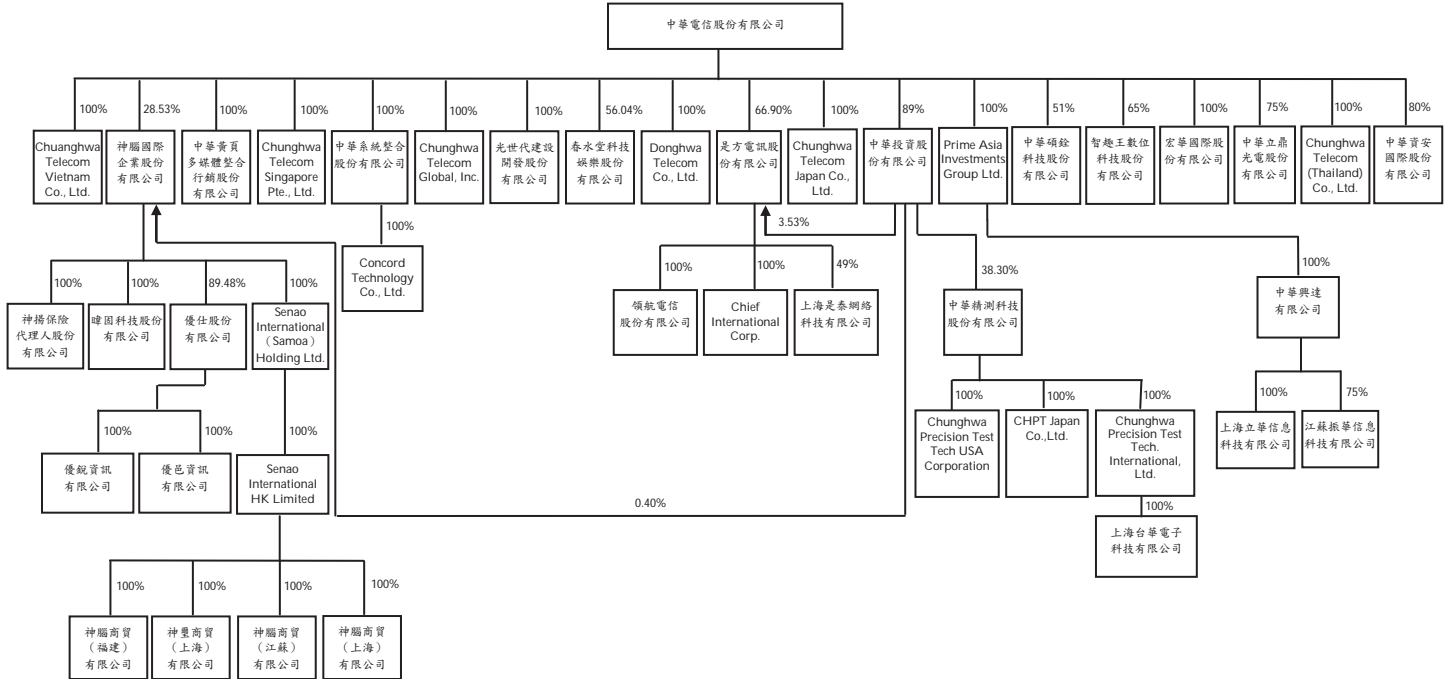 中華電信股份有限公司
100%
28.53%
100%
100%
100%
100%
100%
56.04%
100%
66.90%
100%
89%
100%
51%
65%
100%
75%
100%
80%
Chuanghwa
Telecom
Vietnam
Co., Ltd.
神腦國際
企業股份
有限公司
中華黃頁
多媒體整合
行銷股份
有限公司
Chunghwa
Telecom
Singapore
Pte., Ltd.
中華系統整合
股份有限公司
Chunghwa
Telecom
Global, Inc.
光世代建設
開發股份
有限公司
春水堂科技
娛樂股份
有限公司
Donghwa
Telecom
Co., Ltd.
是方電訊股
份有限公司
Chunghwa
Telecom
Japan Co.,
Ltd.
中華投資股
份有限公司
Prime Asia
Investments
Group Ltd.
中華碩銓
科技股份
有限公司
智趣王數位
科技股份
有限公司
宏華國際股
份有限公司
中華立鼎
光電股份
有限公司
Chunghwa
Telecom
(Thailand)
Co., Ltd.
中華資安
國際股份
有限公司
100%
3.53%
Concord
Technology
Co., Ltd.
100%
100%
89.48%
100%
100%
100%
49%
38.30%
100%
神揚保險
代理人股份
有限公司
暐因科技股份
有限公司
優仕股份
有限公司
Senao
International
（Samoa）
Holding Ltd.
領航電信
股份有限公司
Chief
International
Corp.
上海是泰網絡
科技有限公司
中華精測科技
股份有限公司
中華興達
有限公司
100%
100%
100%
100%
100%
100%
100%
75%
優銳資訊
有限公司
優邑資訊
有限公司
Senao
International
HK Limited
Chunghwa
Precision Test
Tech USA
Corporation
CHPT Japan
Co.,Ltd.
Chunghwa
Precision Test
Tech.
International,
Ltd.
上海立華信息
科技有限公司
江蘇振華信息
科技有限公司
0.40%
100%
上海台華電子
科技有限公司
100%
100%
100%
100%
神腦商貿
（福建）
有限公司
神璽商貿
（上海）
有限公司
神腦商貿
（江蘇）
有限公司
神腦商貿
（上海）
有限公司